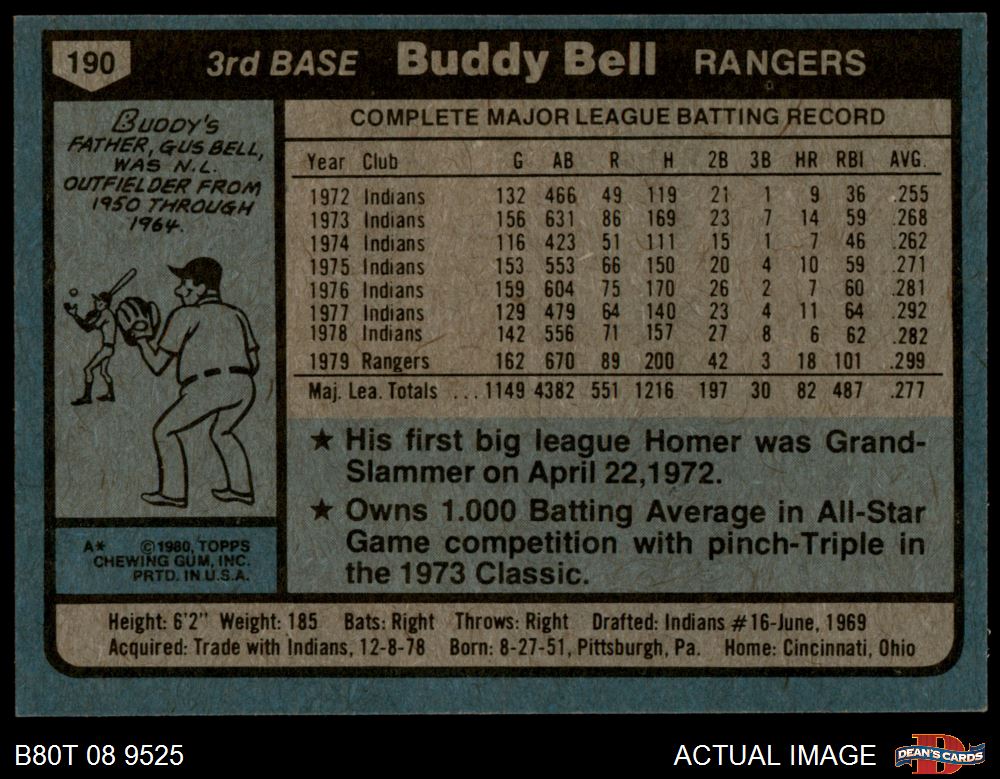 190 3rd BASE Buddy Bell RANGERS
BUDDY'S
FATHER, GUS BELL,
WAS N.L.
OUTFIELDER FROM
1950 THROUGH
1964.
COMPLETE MAJOR LEAGUE BATTING RECORD
Year Club G AB R H 2B 3B HR RBI AVG.
1972 Indians 132 466 49 119 21 1 9 36 .255
1973 Indians 156 631 86 169 23 7 14 59 .268
1974 Indians 116 423 51 111 15 1 7 46 .262
1975 Indians 153 553 66 150 20 4 10 59 .271
1976 Indians 159 604 75 170 26 2 7 60 .281
1977 Indians 129 479 64 140 23 4 11 64 .292
1978 Indians 142 556 71 157 27 8 6 62 .282
1979 Rangers 162 670 89 200 42 3 18 101 .299
Maj. Lea. Totals ... 1149 4382 551 1216 197 30 82 487 .277
★ His first big league Homer was Grand-
Slammer on April 22,1972.
★ Owns 1.000 Batting Average in All-Star
Game competition with pinch-Triple in
the 1973 Classic.
A* ©1980, TOPPS
CHEWING GUM, INC.
PRTD. IN U.S.A.
Height: 6'2" Weight: 185 Bats: Right Throws: Right Drafted: Indians #16-June, 1969
Acquired: Trade with Indians, 12-8-78 Born: 8-27-51, Pittsburgh, Pa. Home: Cincinnati, Ohio
B80T 08 9525 ACTUAL IMAGE D DEAN'S CARDS